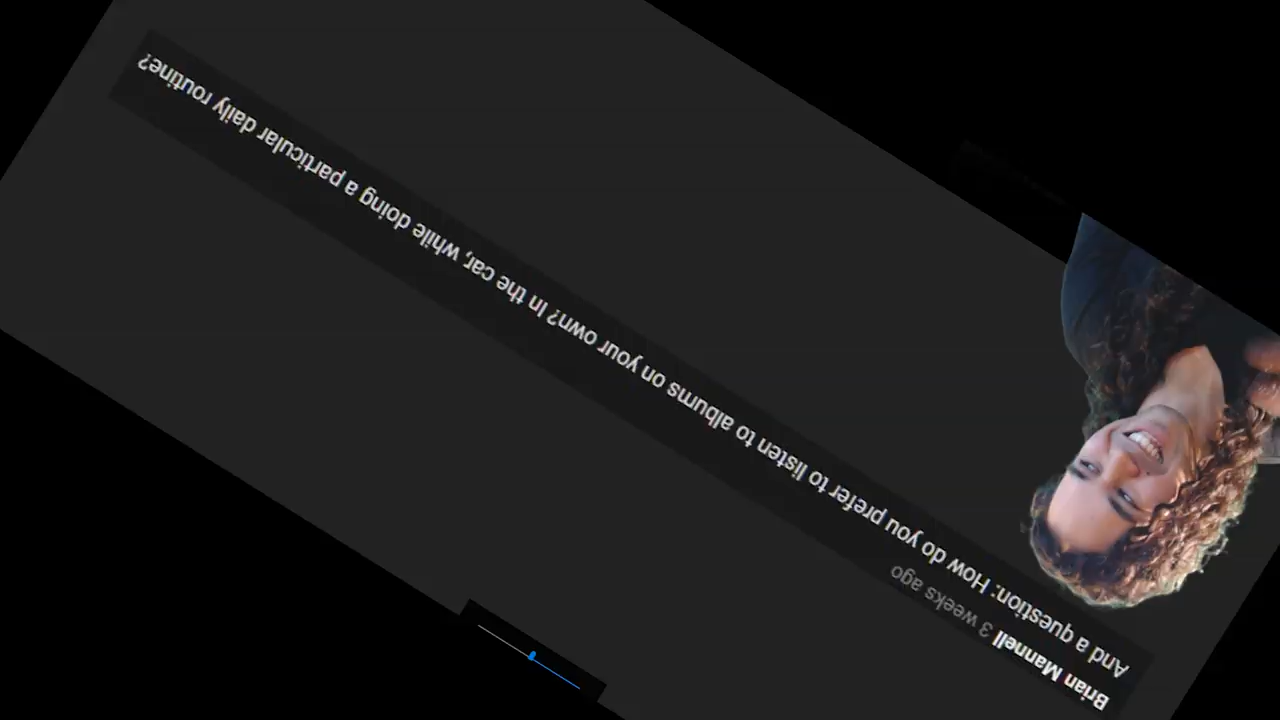 Brian Mannell 3 weeks ago
And a question: How do you prefer to listen to albums on your own? In the car, while doing a particular daily routine?